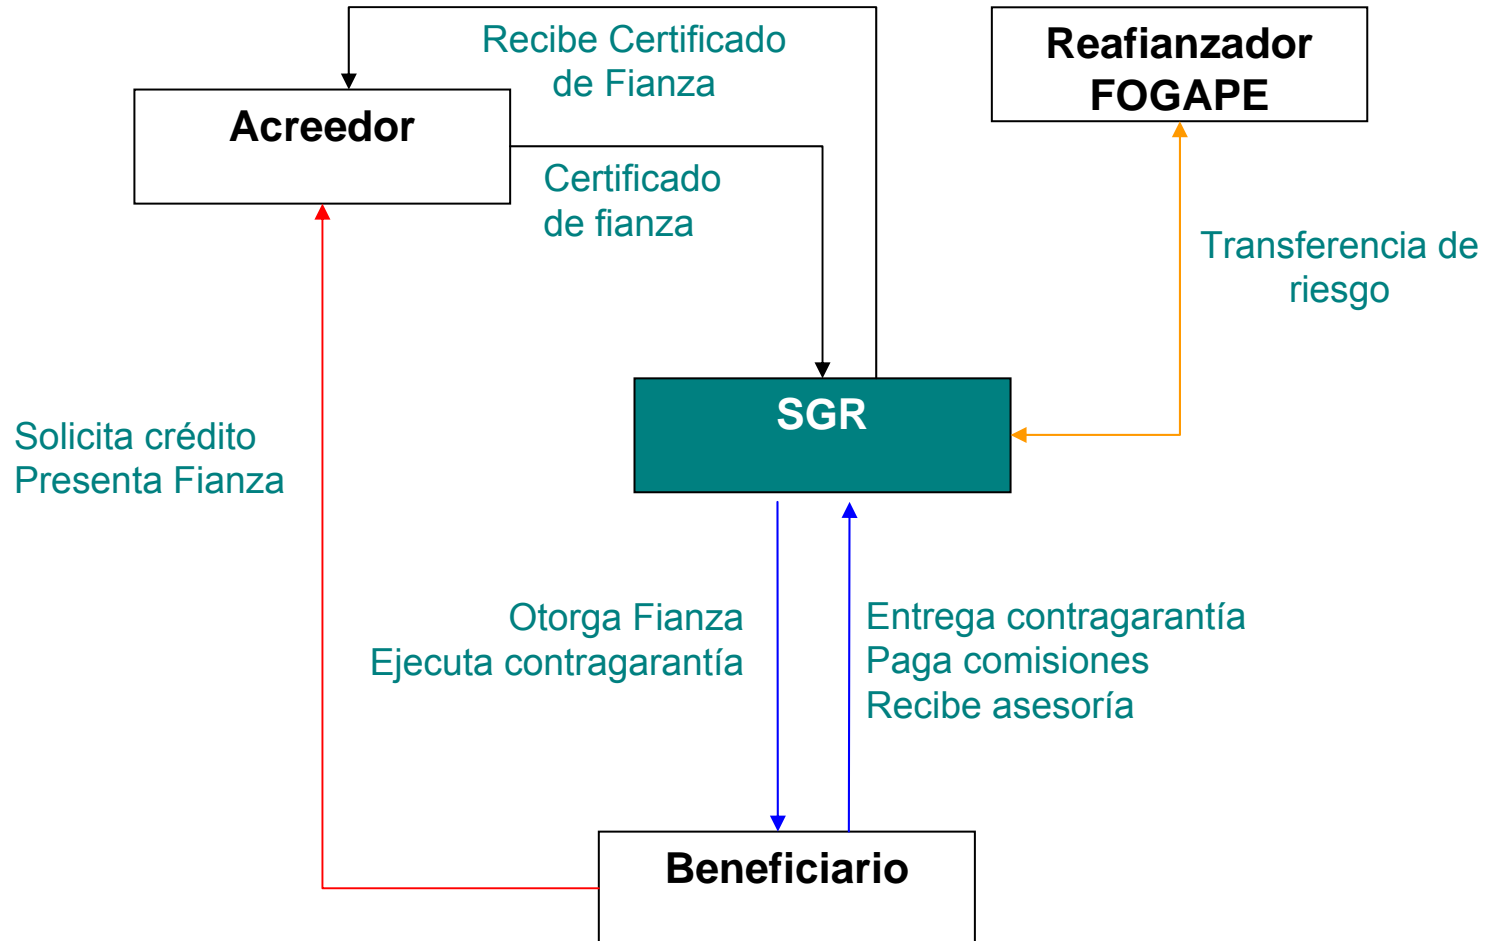 Recibe Certificado
de Fianza
Reafianzador
FOGAPE
Acreedor
Certificado
de fianza
Transferencia de
riesgo
SGR
Solicita crédito
Presenta Fianza
Otorga Fianza
Ejecuta contragarantía
Entrega contragarantía
Paga comisiones
Recibe asesoría
Beneficiario